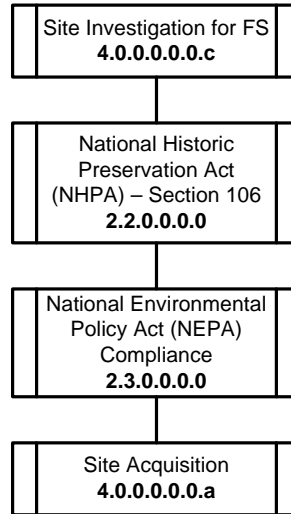 Site Investigation for FS
4.0.0.0.0.0.c
National Historic
Preservation Act
(NHPA) – Section 106
2.2.0.0.0.0
National Environmental
Policy Act (NEPA)
Compliance
2.3.0.0.0.0
Site Acquisition
4.0.0.0.0.0.a